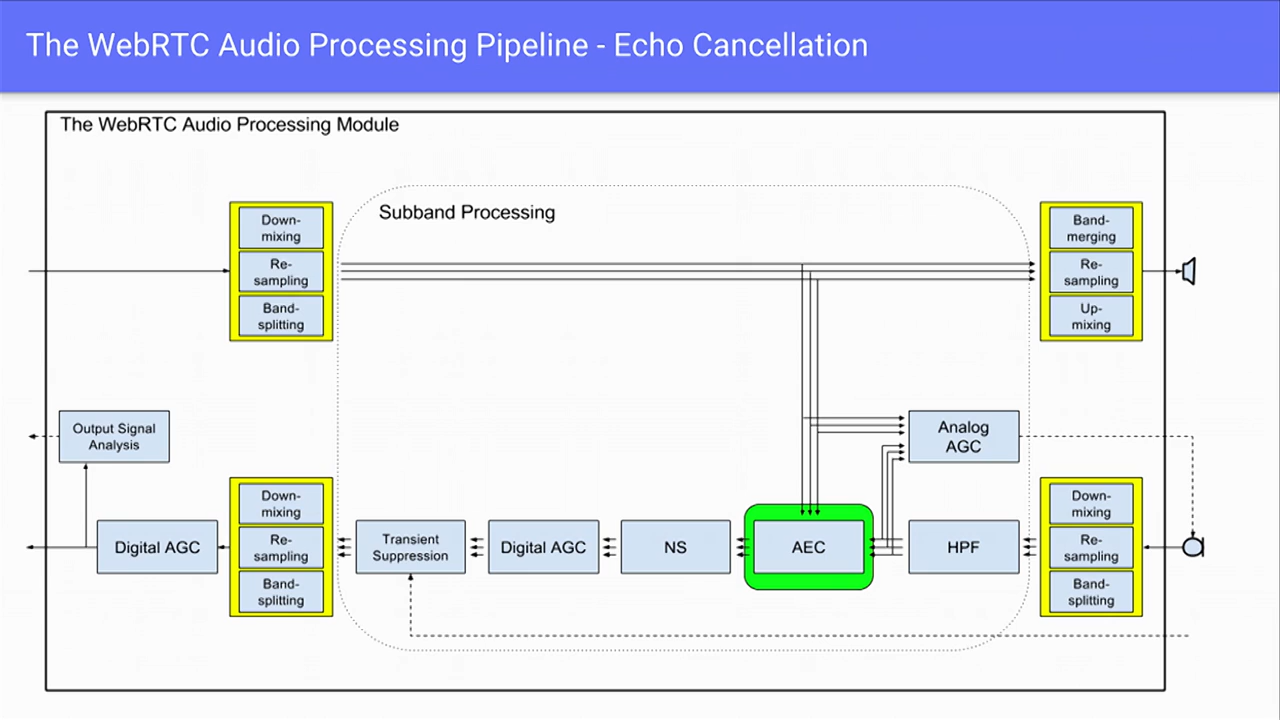 The WebRTC Audio Processing Pipeline - Echo Cancellation
The WebRTC Audio Processing Module
Subband Processing
Down-
mixing
Re-
sampling
Band-
splitting
Band-
merging
Re-
sampling
Up-
mixing
Output Signal
Analysis
Analog
AGC
Digital AGC
Down-
mixing
Re-
sampling
Band-
splitting
Transient
Suppression
Digital AGC
NS
AEC
HPF
Down-
mixing
Re-
sampling
Band-
splitting